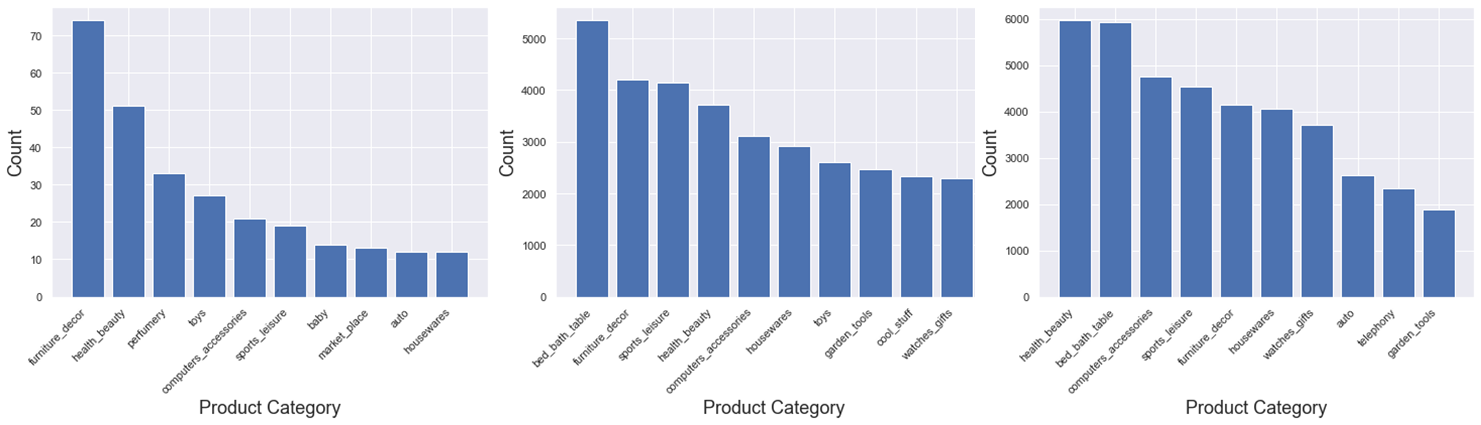 70
60
50
40
30
20
10
0
Count
furniture_decor
health_beauty
perfumery
toys
computers_accessories
sports_leisure
baby
market_place
auto
housewares
Product Category
5000
4000
3000
2000
1000
0
Count
bed_bath_table
furniture_decor
sports_leisure
health_beauty
computers_accessories
housewares
toys
garden_tools
cool_stuff
watches_gifts
Product Category
6000
5000
4000
3000
2000
1000
0
Count
health_beauty
bed_bath_table
computers_accessories
sports_leisure
furniture_decor
housewares
watches_gifts
auto
telephony
garden_tools
Product Category